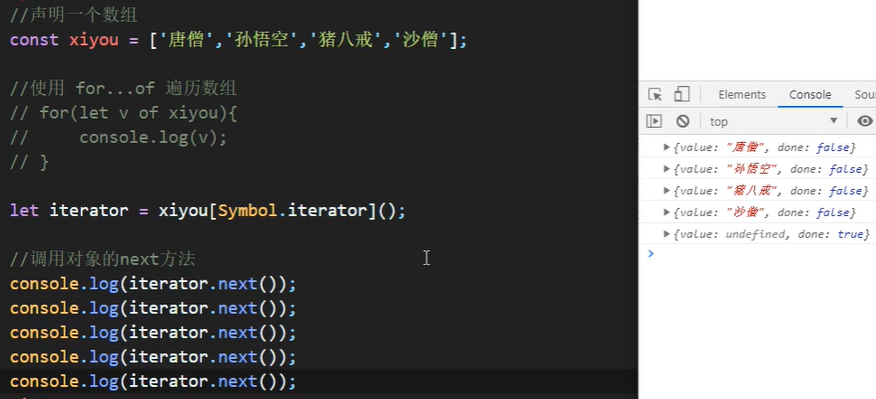 //声明一个数组
const xiyou = ['唐僧','孙悟空','猪八戒','沙僧'];
//使用 for...of 遍历数组
// for(let v of xiyou){
//     console.log(v);
// }
let iterator = xiyou[Symbol.iterator]();
//调用对象的next方法
console.log(iterator.next());
console.log(iterator.next());
console.log(iterator.next());
console.log(iterator.next());
console.log(iterator.next());
Elements Console Sou
top
{value: "唐僧", done: false}
{value: "孙悟空", done: false}
{value: "猪八戒", done: false}
{value: "沙僧", done: false}
{value: undefined, done: true}